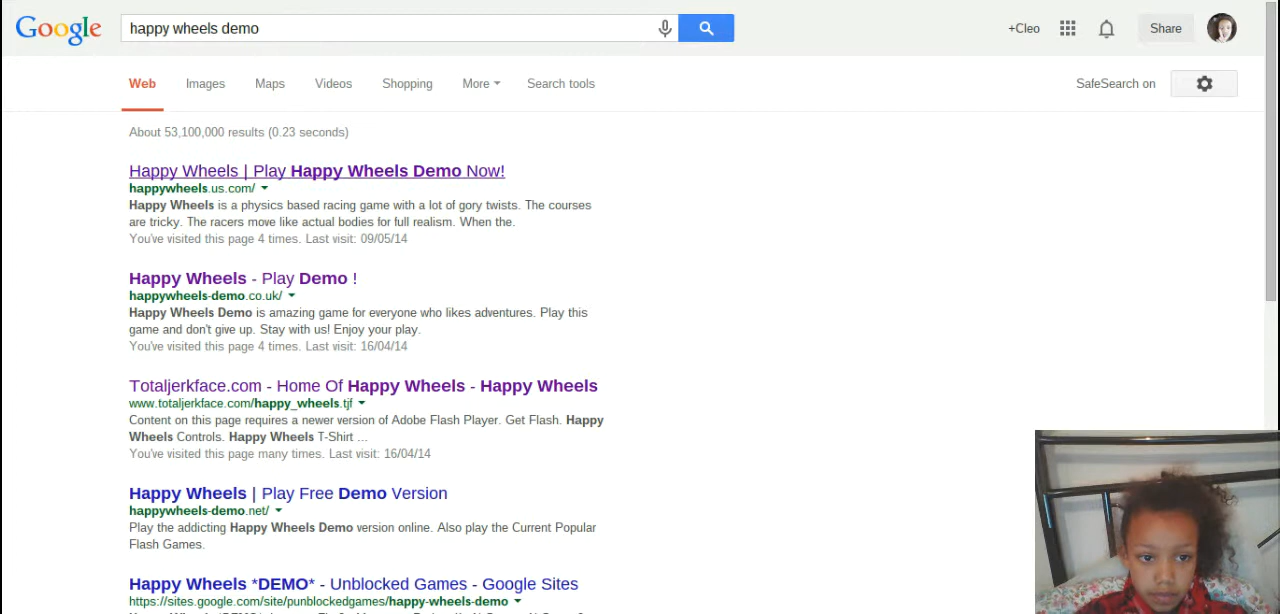 Google happy wheels demo +Cleo Share
Web Images Maps Videos Shopping More Search tools SafeSearch on
About 53,100,000 results (0.23 seconds)
Happy Wheels | Play Happy Wheels Demo Now!
happywheels.us.com/
Happy Wheels is a physics based racing game with a lot of gory twists. The courses
are tricky. The racers move like actual bodies for full realism. When the.
You've visited this page 4 times. Last visit: 09/05/14
Happy Wheels - Play Demo !
happywheels-demo.co.uk/
Happy Wheels Demo is amazing game for everyone who likes adventures. Play this
game and don't give up. Stay with us! Enjoy your play.
You've visited this page 4 times. Last visit: 16/04/14
Totaljerkface.com - Home Of Happy Wheels - Happy Wheels
www.totaljerkface.com/happy_wheels.tjf
Content on this page requires a newer version of Adobe Flash Player. Get Flash. Happy
Wheels Controls. Happy Wheels T-Shirt ...
You've visited this page many times. Last visit: 16/04/14
Happy Wheels | Play Free Demo Version
happywheels-demo.net/
Play the addicting Happy Wheels Demo version online. Also play the Current Popular
Flash Games.
Happy Wheels *DEMO* - Unblocked Games - Google Sites
https://sites.google.com/site/punblockedgames/happy-wheels-demo